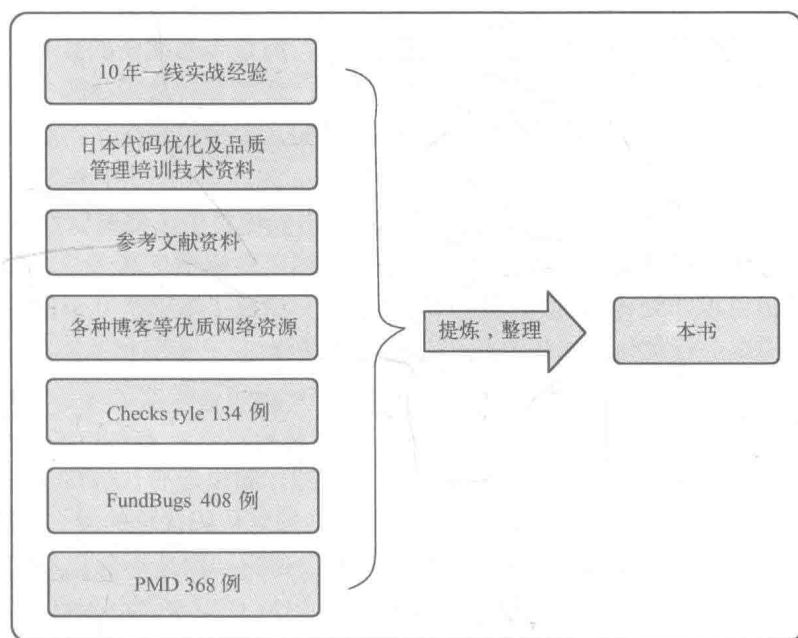 10年一线实战经验
日本代码优化及品质
管理培训技术资料
参考文献资料
各种博客等优质网络资源
Checks tyle 134 例
FundBugs 408 例
PMD 368 例
提炼，整理
本书